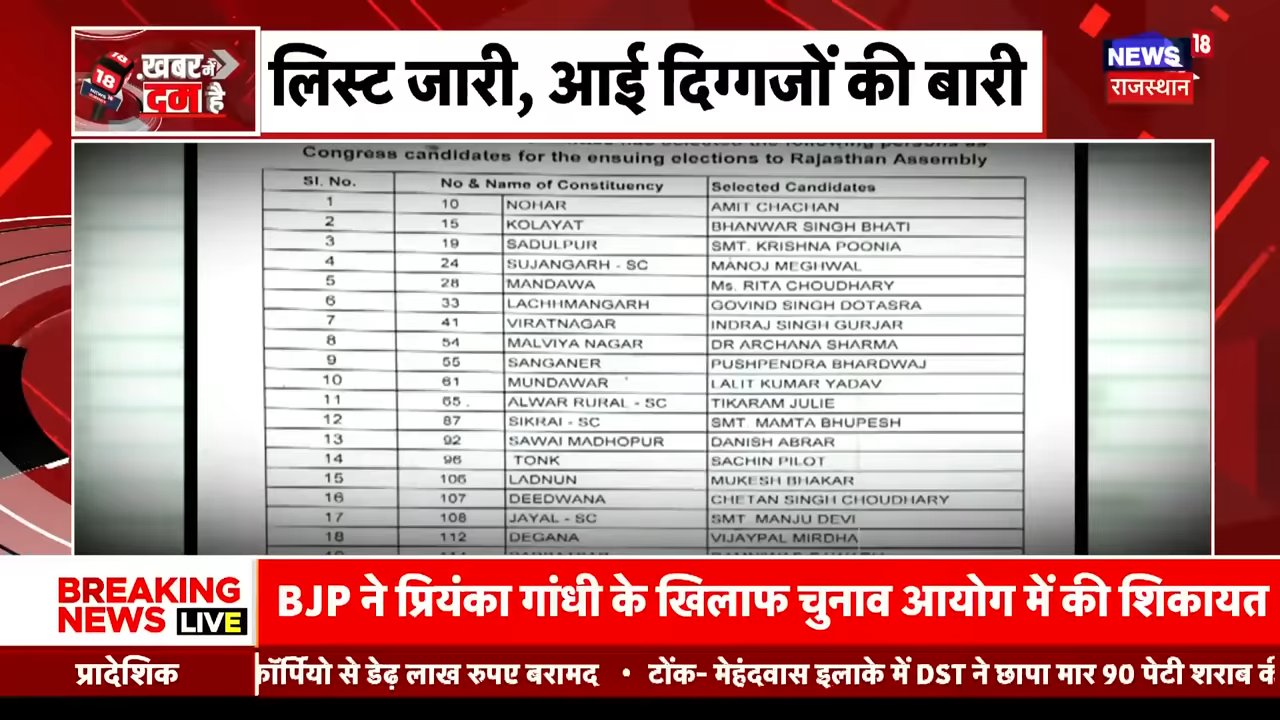 खबर में दम है
लिस्ट जारी, आई दिग्गजों की बारी
NEWS 18
राजस्थान
Congress candidates for the ensuing elections to Rajasthan Assembly
Sl. No. No & Name of Constituency Selected Candidates
1 10 NOHAR AMIT CHACHAN
2 15 KOLAYAT BHANWAR SINGH BHATI
3 19 SADULPUR SMT. KRISHNA POONIA
4 24 SUJANGARH - SC MANOJ MEGHWAL
5 28 MANDAWA Ms. RITA CHOUDHARY
6 33 LACHHMANGARH GOVIND SINGH DOTASRA
7 41 VIRATNAGAR INDRAJ SINGH GURJAR
8 54 MALVIYA NAGAR DR ARCHANA SHARMA
9 55 SANGANER PUSHPENDRA BHARDWAJ
10 61 MUNDAWAR LALIT KUMAR YADAV
11 65 ALWAR RURAL - SC TIKARAM JULIE
12 87 SIKRAI - SC SMT. MAMTA BHUPESH
13 92 SAWAI MADHOPUR DANISH ABRAR
14 96 TONK SACHIN PILOT
15 106 LADNUN MUKESH BHAKAR
16 107 DEEDWANA CHETAN SINGH CHOUDHARY
17 108 JAYAL - SC SMT MANJU DEVI
18 112 DEGANA VIJAYPAL MIRDHA
BREAKING
NEWS LIVE
BJP ने प्रियंका गांधी के खिलाफ चुनाव आयोग में की शिकायत
प्रादेशिक
कॉर्पियो से डेढ़ लाख रुपए बरामद • टोंक- मेहंदवास इलाके में DST ने छापा मार 90 पेटी शराब